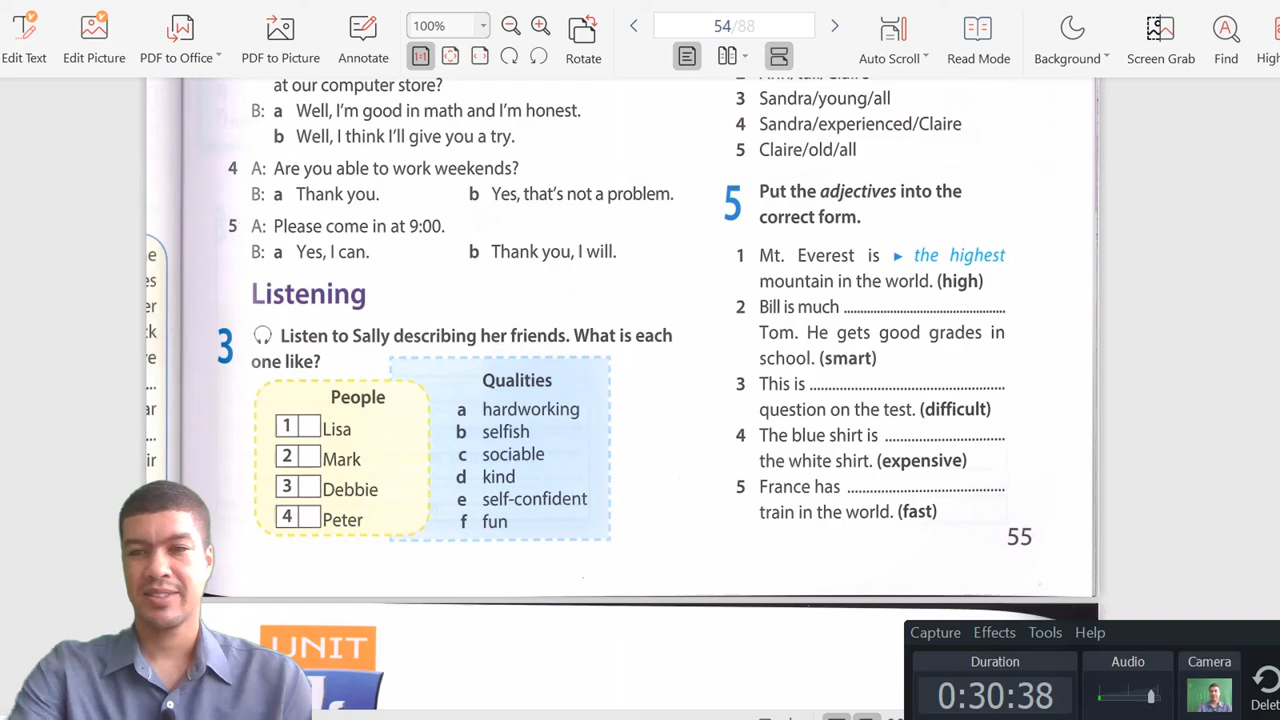 100%
54/88
Edit Text
Edit Picture
PDF to Office
PDF to Picture
Annotate
Rotate
Auto Scroll
Read Mode
Background
Screen Grab
Find
at our computer store?
B: a Well, I'm good in math and I'm honest.
b Well, I think I'll give you a try.
4 A: Are you able to work weekends?
B: a Thank you. b Yes, that's not a problem.
5 A: Please come in at 9:00.
B: a Yes, I can. b Thank you, I will.
Listening
3 Listen to Sally describing her friends. What is each
one like?
People
1 Lisa
2 Mark
3 Debbie
4 Peter
Qualities
a hardworking
b selfish
c sociable
d kind
e self-confident
f fun
3 Sandra/young/all
4 Sandra/experienced/Claire
5 Claire/old/all
5 Put the adjectives into the
correct form.
1 Mt. Everest is ► the highest
mountain in the world. (high)
2 Bill is much ........................................
Tom. He gets good grades in
school. (smart)
3 This is ................................................
question on the test. (difficult)
4 The blue shirt is ..............................
the white shirt. (expensive)
5 France has .......................................
train in the world. (fast)
55
UNIT
Capture Effects Tools Help
Duration
0:30:38
Audio
Camera